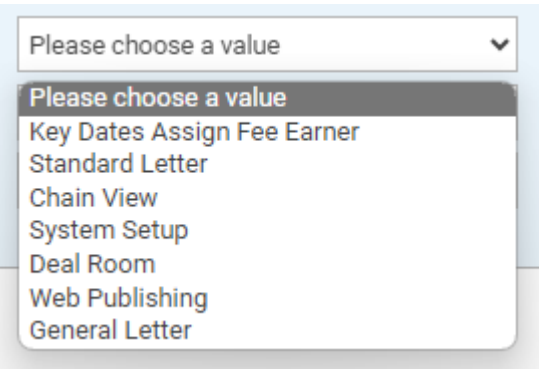 Please choose a value
Please choose a value
Key Dates Assign Fee Earner
Standard Letter
Chain View
System Setup
Deal Room
Web Publishing
General Letter